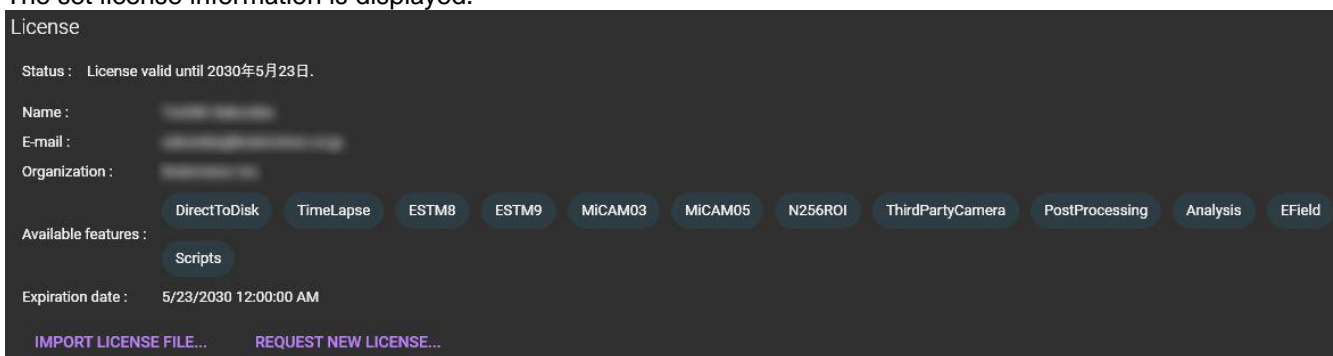 The set license information is displayed.
License
Status : License valid until 2030年5月23日.
Name :
E-mail :
Organization :
DirectToDisk TimeLapse ESTM8 ESTM9 MiCAM03 MiCAM05 N256ROI ThirdPartyCamera PostProcessing Analysis EField
Available features :
Scripts
Expiration date : 5/23/2030 12:00:00 AM
IMPORT LICENSE FILE... REQUEST NEW LICENSE...